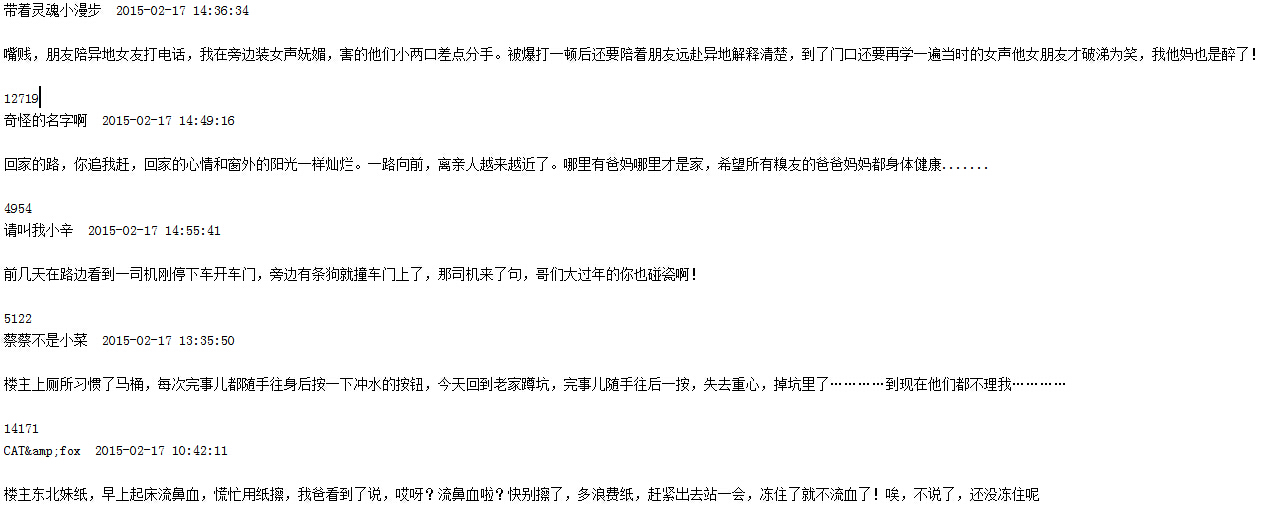 带着灵魂小漫步  2015-02-17 14:36:34
嘴贱，朋友陪异地女友打电话，我在旁边装女声妩媚，害的他们小两口差点分手。被爆打一顿后还要陪着朋友远赴异地解释清楚，到了门口还要再学一遍当时的女声他女朋友才破涕为笑，我他妈也是醉了！
12719
奇怪的名字啊  2015-02-17 14:49:16
回家的路，你追我赶，回家的心情和窗外的阳光一样灿烂。一路向前，离亲人越来越近了。哪里有爸妈哪里才是家，希望所有糗友的爸爸妈妈都身体健康.......
4954
请叫我小辛  2015-02-17 14:55:41
前几天在路边看到一司机刚停下车开车门，旁边有条狗就撞车门上了，那司机来了句，哥们大过年的你也碰瓷啊！
5122
蔡蔡不是小菜  2015-02-17 13:35:50
楼主上厕所习惯了马桶，每次完事儿都随手往身后按一下冲水的按钮，今天回到老家蹲坑，完事儿随手往后一按，失去重心，掉坑里了…………到现在他们都不理我…………
14171
CAT&amp;fox  2015-02-17 10:42:11
楼主东北妹纸，早上起床流鼻血，慌忙用纸擦，我爸看到了说，哎呀？流鼻血啦？快别擦了，多浪费纸，赶紧出去站一会，冻住了就不流血了！唉，不说了，还没冻住呢